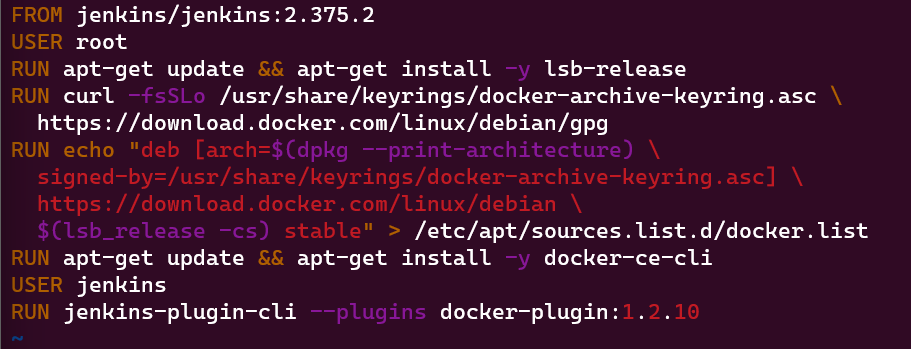 FROM jenkins/jenkins:2.375.2
USER root
RUN apt-get update && apt-get install -y lsb-release
RUN curl -fsSLo /usr/share/keyrings/docker-archive-keyring.asc \
  https://download.docker.com/linux/debian/gpg
RUN echo "deb [arch=$(dpkg --print-architecture) \
  signed-by=/usr/share/keyrings/docker-archive-keyring.asc] \
  https://download.docker.com/linux/debian \
  $(lsb_release -cs) stable" > /etc/apt/sources.list.d/docker.list
RUN apt-get update && apt-get install -y docker-ce-cli
USER jenkins
RUN jenkins-plugin-cli --plugins docker-plugin:1.2.10
~